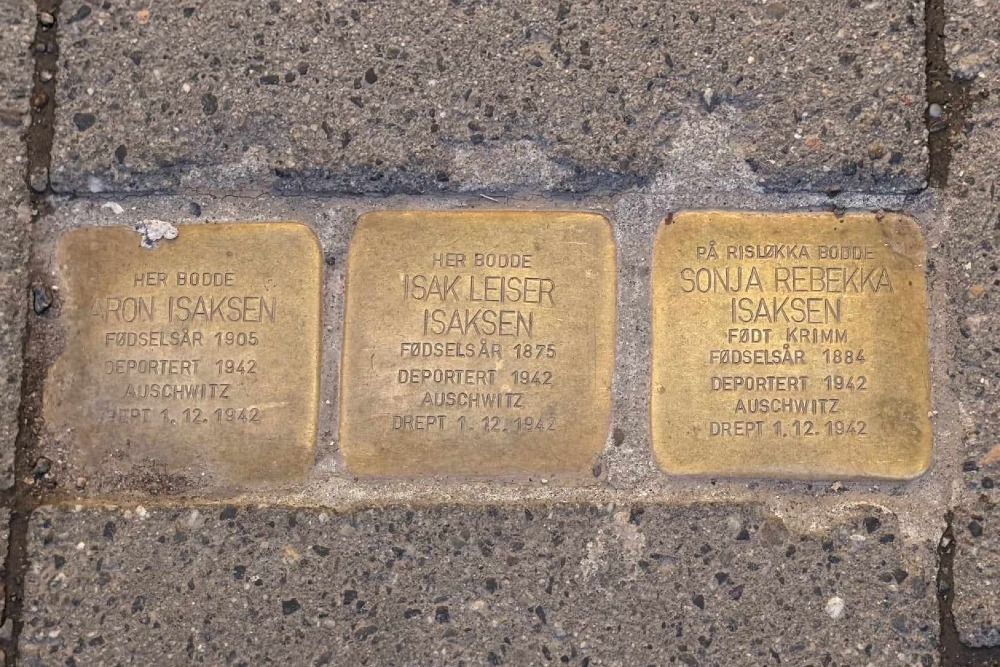 HER BODDE
ARON ISAKSEN
FØDSELSÅR 1905
DEPORTERT 1942
AUSCHWITZ
DREPT 1.12.1942
HER BODDE
ISAK LEISER
ISAKSEN
FØDSELSÅR 1875
DEPORTERT 1942
AUSCHWITZ
DREPT 1.12.1942
PÅ RISLØKKA BODDE
SONJA REBEKKA
ISAKSEN
FØDT KRIMM
FØDSELSÅR 1884
DEPORTERT 1942
AUSCHWITZ
DREPT 1.12.1942